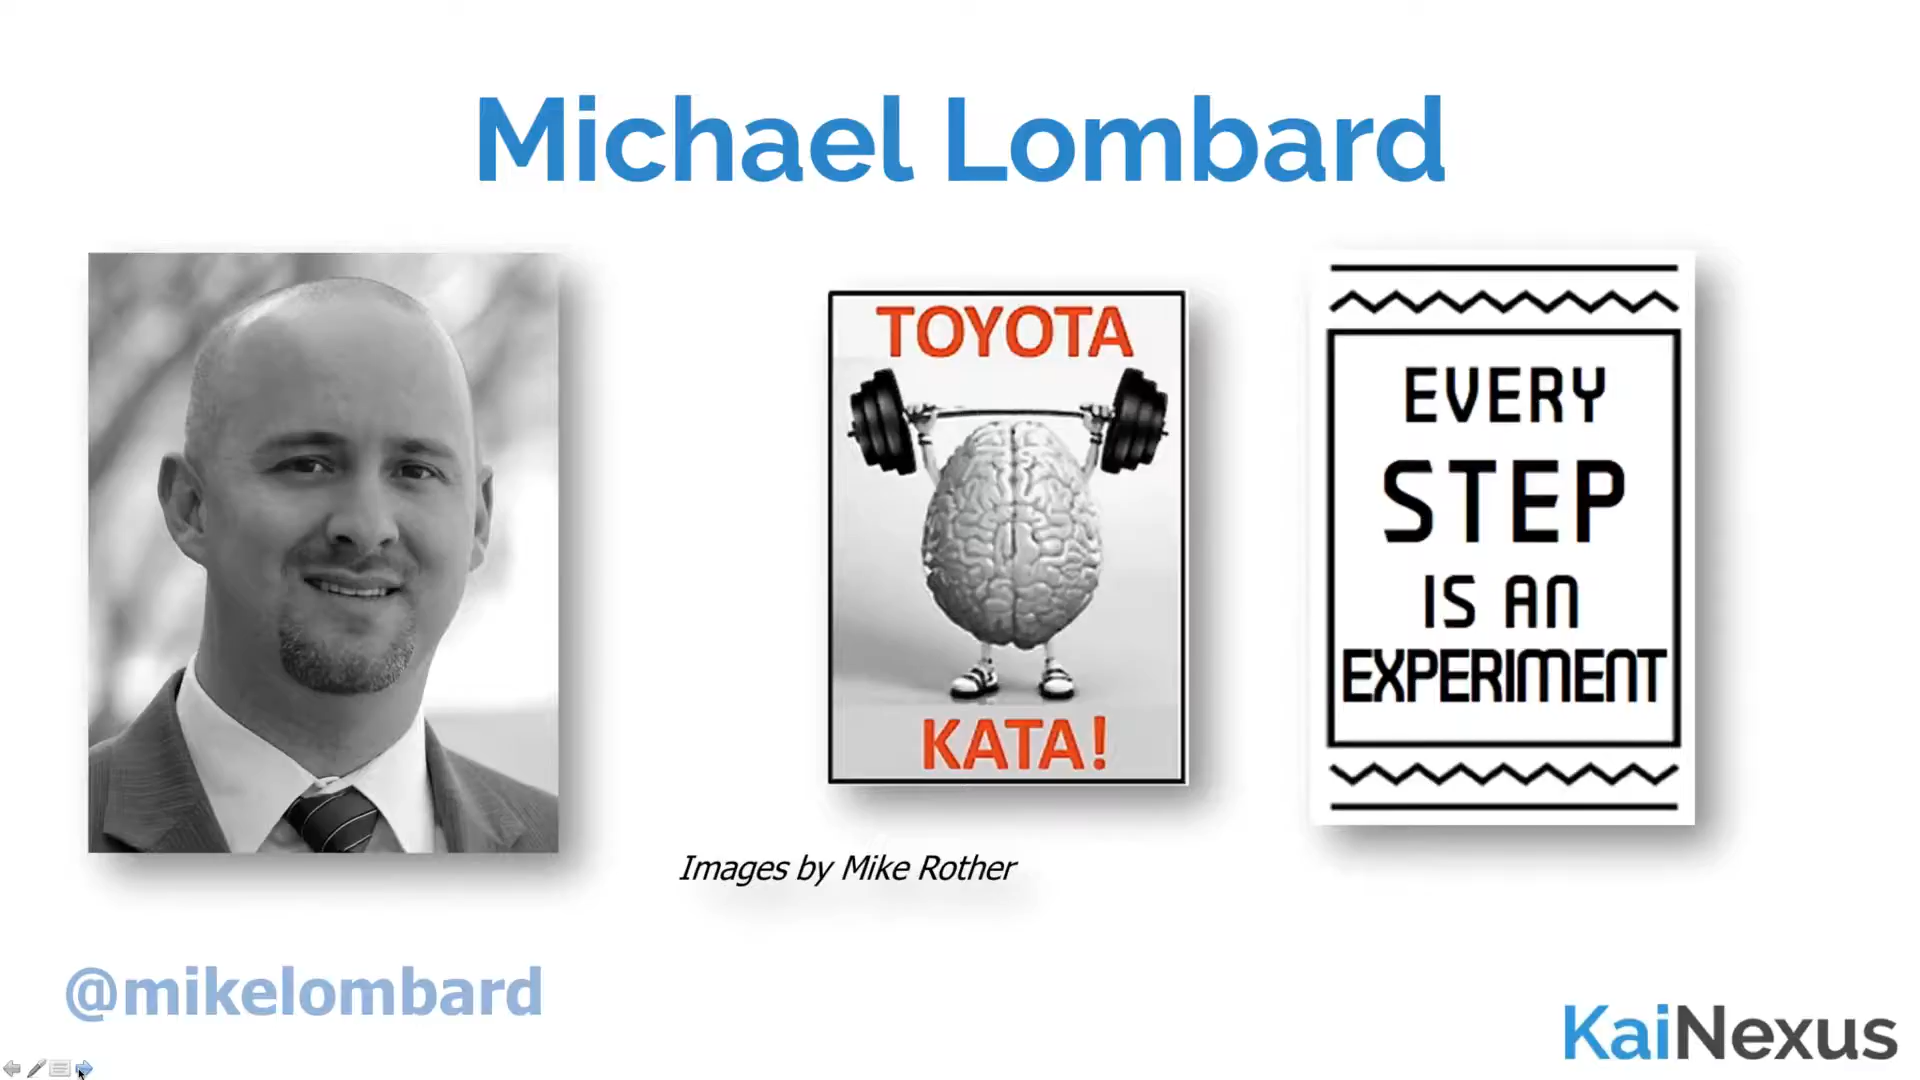 Michael Lombard
TOYOTA
KATA!
EVERY
STEP
IS AN
EXPERIMENT
Images by Mike Rother
@mikelombard
KaiNexus